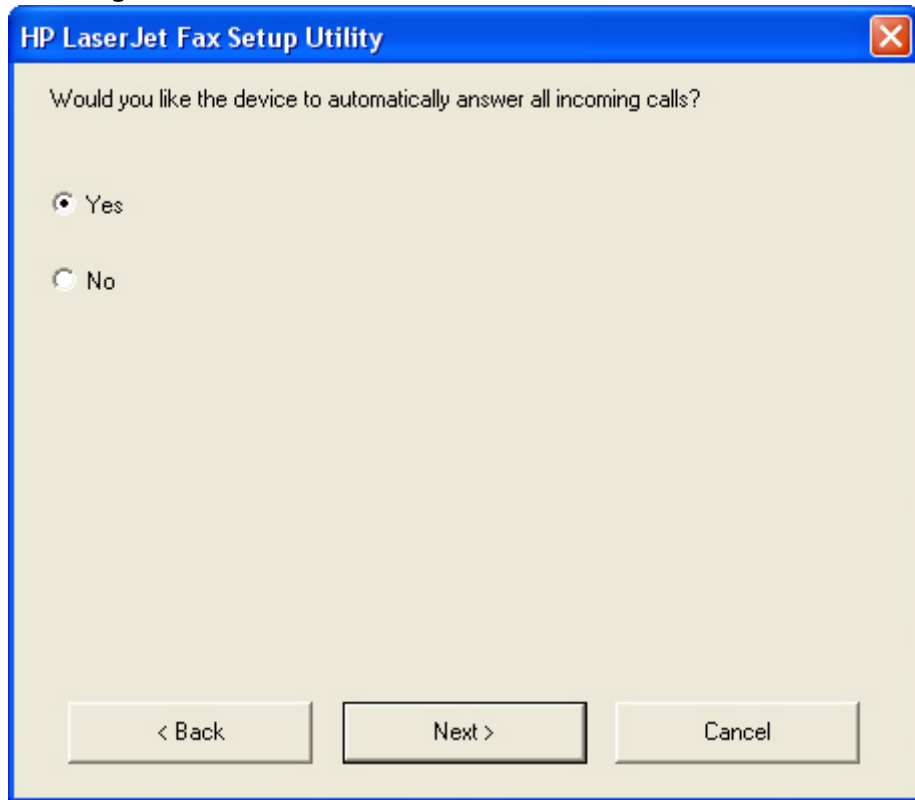 HP LaserJet Fax Setup Utility
Would you like the device to automatically answer all incoming calls?
Yes
No
< Back Next > Cancel